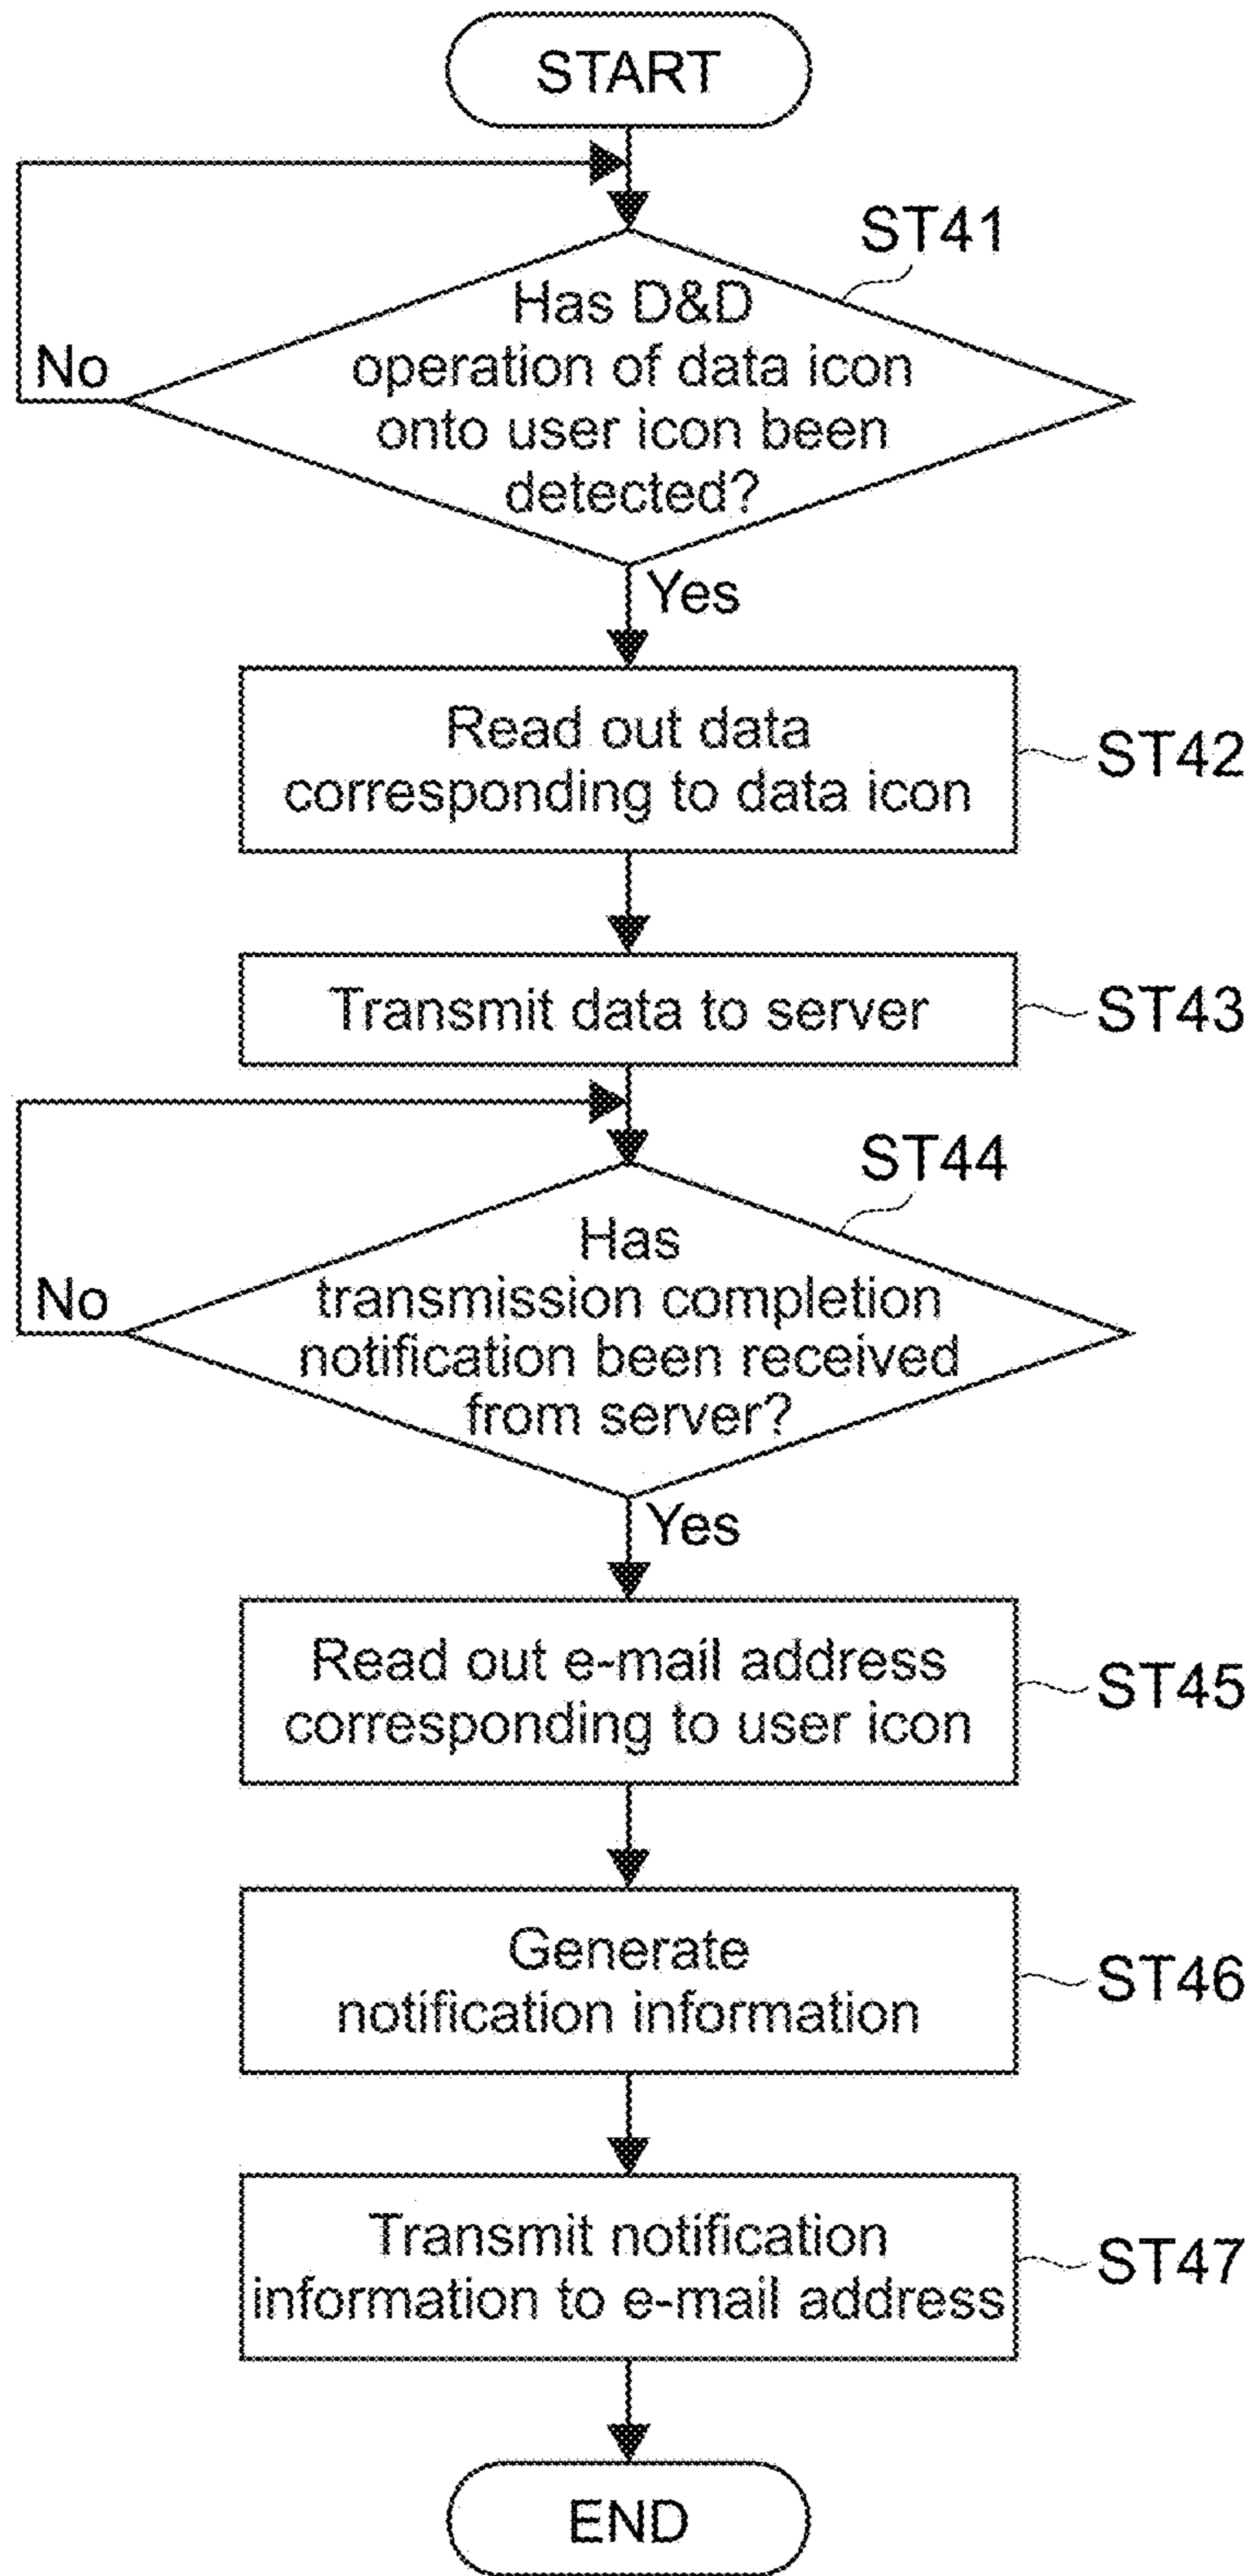 START
ST41
Has D&D
operation of data icon
onto user icon been
detected?
No
Yes
Read out data
corresponding to data icon
ST42
Transmit data to server
ST43
ST44
Has
transmission completion
notification been received
from server?
No
Yes
Read out e-mail address
corresponding to user icon
ST45
Generate
notification information
ST46
Transmit notification
information to e-mail address
ST47
END